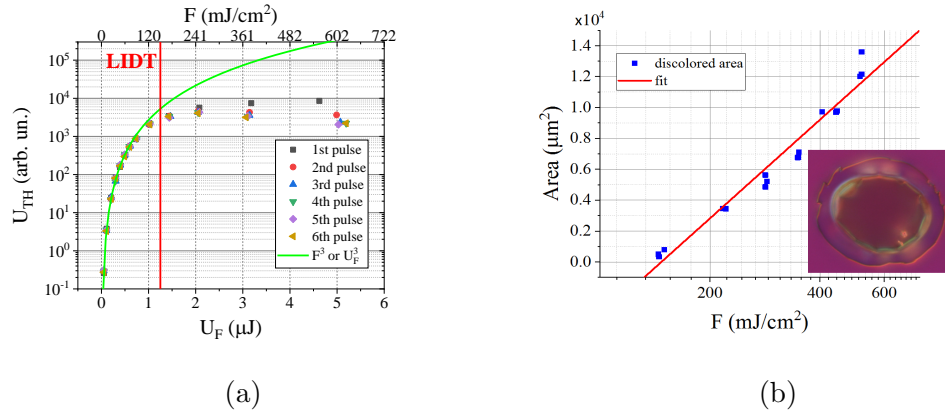 F (mJ/cm²)
0 120 241 361 482 602 722
LIDT
U_TH (arb. un.)
10⁵
10⁴
10³
10²
10¹
10⁰
10⁻¹
1st pulse
2nd pulse
3rd pulse
4th pulse
5th pulse
6th pulse
F³ or U_F³
0 1 2 3 4 5 6
U_F (μJ)
(a)
x10⁴
Area (μm²)
1.4
1.2
1.0
0.8
0.6
0.4
0.2
0.0
discolored area
fit
200 400 600
F (mJ/cm²)
(b)